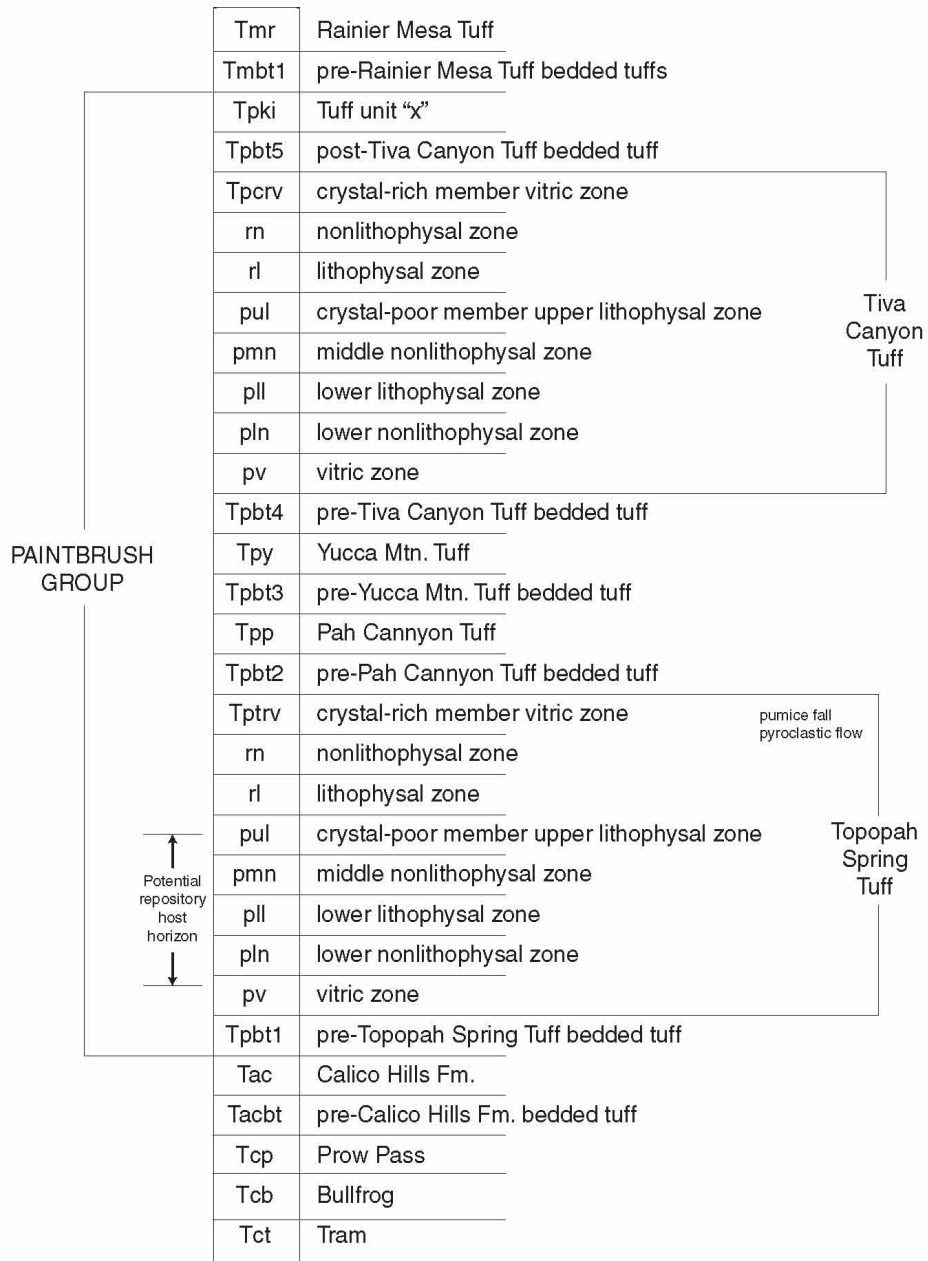 Tmr Rainier Mesa Tuff
Tmbt1 pre-Rainier Mesa Tuff bedded tuffs
Tpki Tuff unit “x”
Tpbt5 post-Tiva Canyon Tuff bedded tuff
Tpcrv crystal-rich member vitric zone
rn nonlithophysal zone
rl lithophysal zone
pul crystal-poor member upper lithophysal zone
pmn middle nonlithophysal zone
pll lower lithophysal zone
pln lower nonlithophysal zone
pv vitric zone
Tiva
Canyon
Tuff
Tpbt4 pre-Tiva Canyon Tuff bedded tuff
Tpy Yucca Mtn. Tuff
Tpbt3 pre-Yucca Mtn. Tuff bedded tuff
Tpp Pah Cannyon Tuff
Tpbt2 pre-Pah Cannyon Tuff bedded tuff
PAINTBRUSH
GROUP
Tptrv crystal-rich member vitric zone
pumice fall
pyroclastic flow
rn nonlithophysal zone
rl lithophysal zone
pul crystal-poor member upper lithophysal zone
pmn middle nonlithophysal zone
pll lower lithophysal zone
pln lower nonlithophysal zone
pv vitric zone
Topopah
Spring
Tuff
Potential
repository
host
horizon
Tpbt1 pre-Topopah Spring Tuff bedded tuff
Tac Calico Hills Fm.
Tacbt pre-Calico Hills Fm. bedded tuff
Tcp Prow Pass
Tcb Bullfrog
Tct Tram